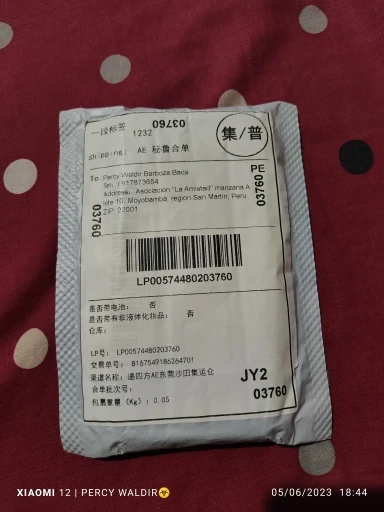 一段标签 1232
03760
集/普
Shipping: AE 秘鲁合单
To: Percy Waldir Barboza Baca
Tel: 1917873654
Address: , Asociacion "La Amistad" manzana A
lote 10, Moyobamba, region San Martin, Peru
ZIP: 22001
PE
03760
03760
LP00574480203760
是否带电池: 否
是否带有非液体化妆品: 否
仓库:
LP号: LP00574480203760
交易单号: 8167549186264701
渠道名称: 递四方AE东莞沙田集运仓
合单批次号:
包裹重量 (Kg): 0.05
JY2
03760
XIAOMI 12 | PERCY WALDIR
05/06/2023 18:44